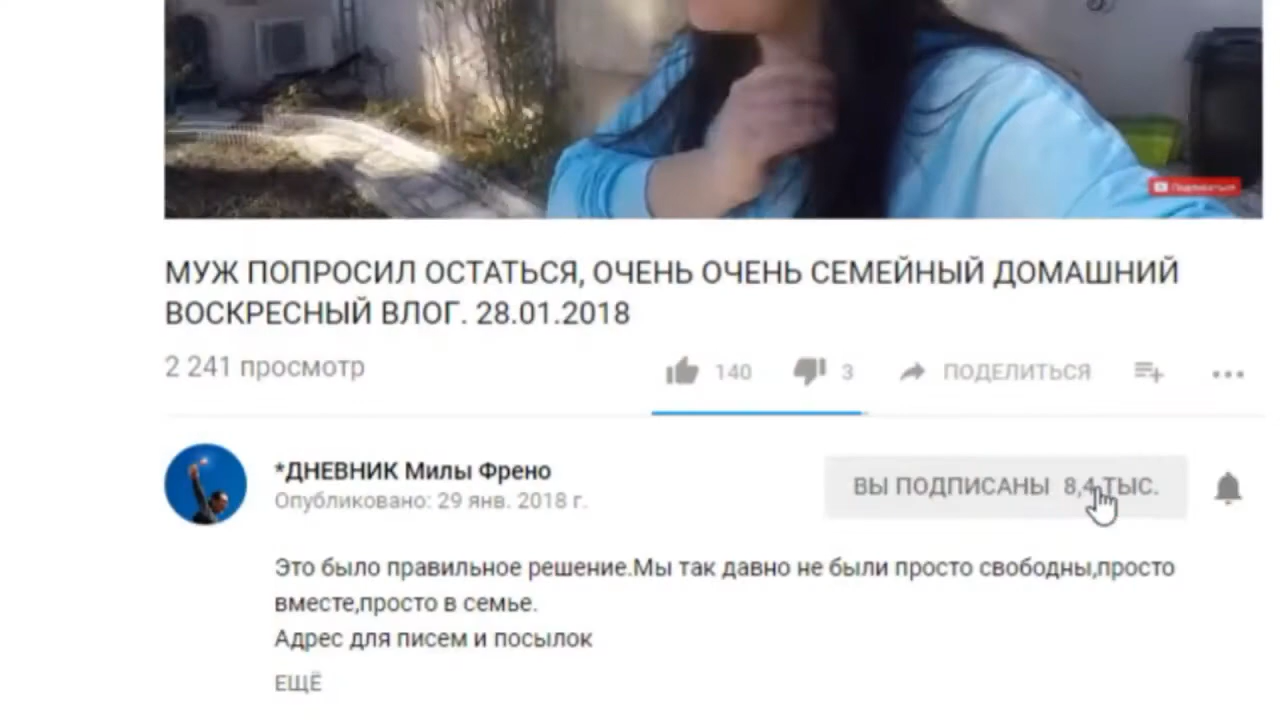 Подписаться
МУЖ ПОПРОСИЛ ОСТАТЬСЯ, ОЧЕНЬ ОЧЕНЬ СЕМЕЙНЫЙ ДОМАШНИЙ
ВОСКРЕСНЫЙ ВЛОГ. 28.01.2018
2 241 просмотр
140 3 ПОДЕЛИТЬСЯ
*ДНЕВНИК Милы Френо
ВЫ ПОДПИСАНЫ 8,4 ТЫС.
Опубликовано: 29 янв. 2018 г.
Это было правильное решение.Мы так давно не были просто свободны,просто
вместе,просто в семье.
Адрес для писем и посылок
ЕЩЁ